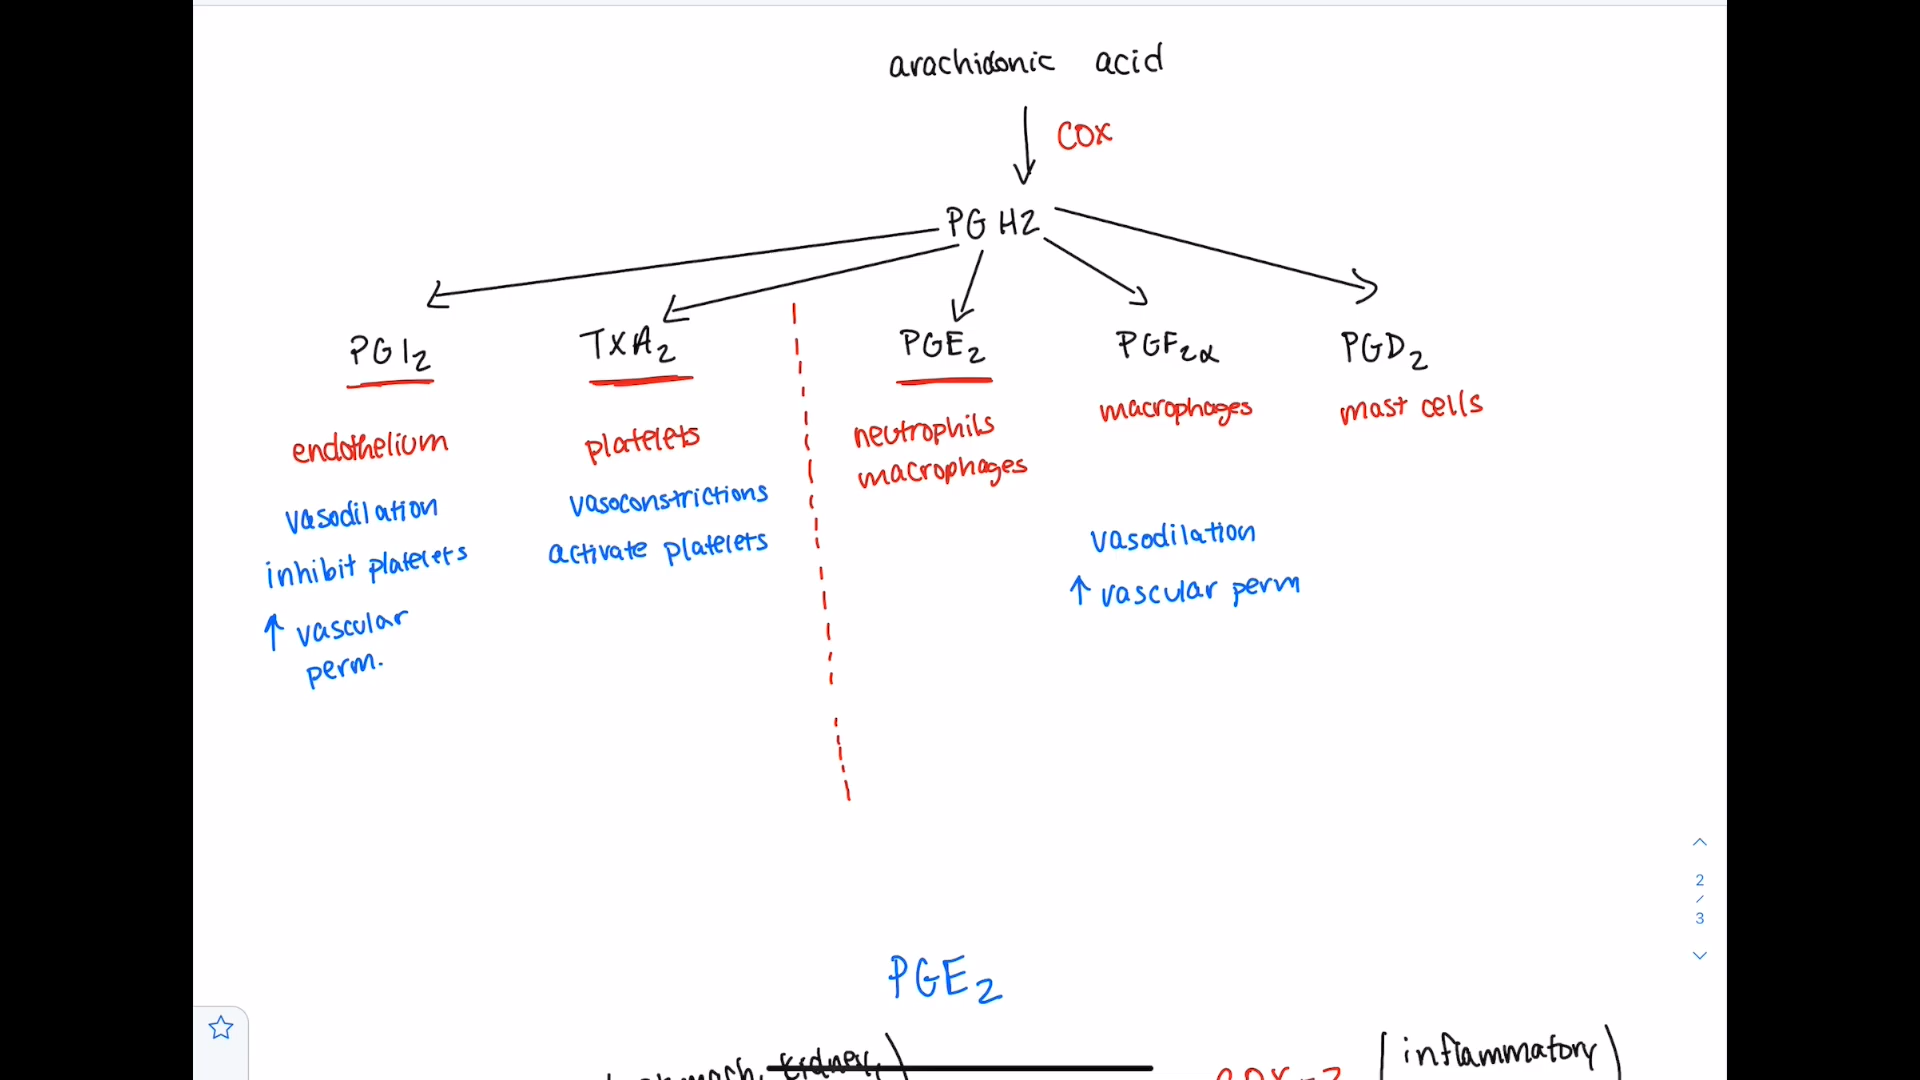 arachidonic acid
COX
PGH2
PGI2
TXA2
PGE2
PGF2α
PGD2
endothelium
platelets
neutrophils
macrophages
macrophages
mast cells
vasodilation
inhibit platelets
↑ vascular
perm.
vasoconstrictions
activate platelets
vasodilation
↑ vascular perm
2
/
3
PGE2
kidney,)
(inflammatory)